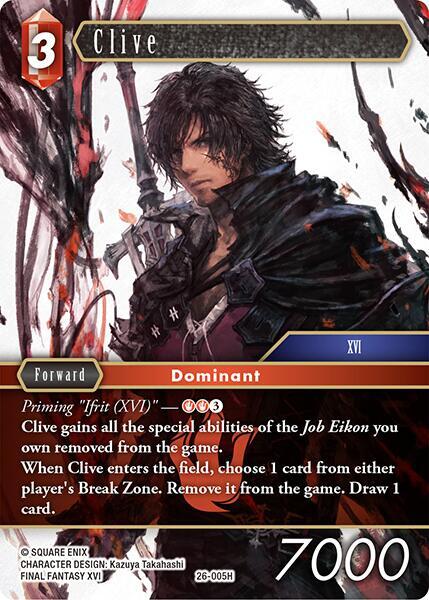 3
Clive
XVI
Forward
Dominant
Priming "Ifrit (XVI)" — 3
Clive gains all the special abilities of the Job Eikon you
own removed from the game.
When Clive enters the field, choose 1 card from either
player's Break Zone. Remove it from the game. Draw 1
card.
© SQUARE ENIX
CHARACTER DESIGN: Kazuya Takahashi
FINAL FANTASY XVI
26-005H
7000